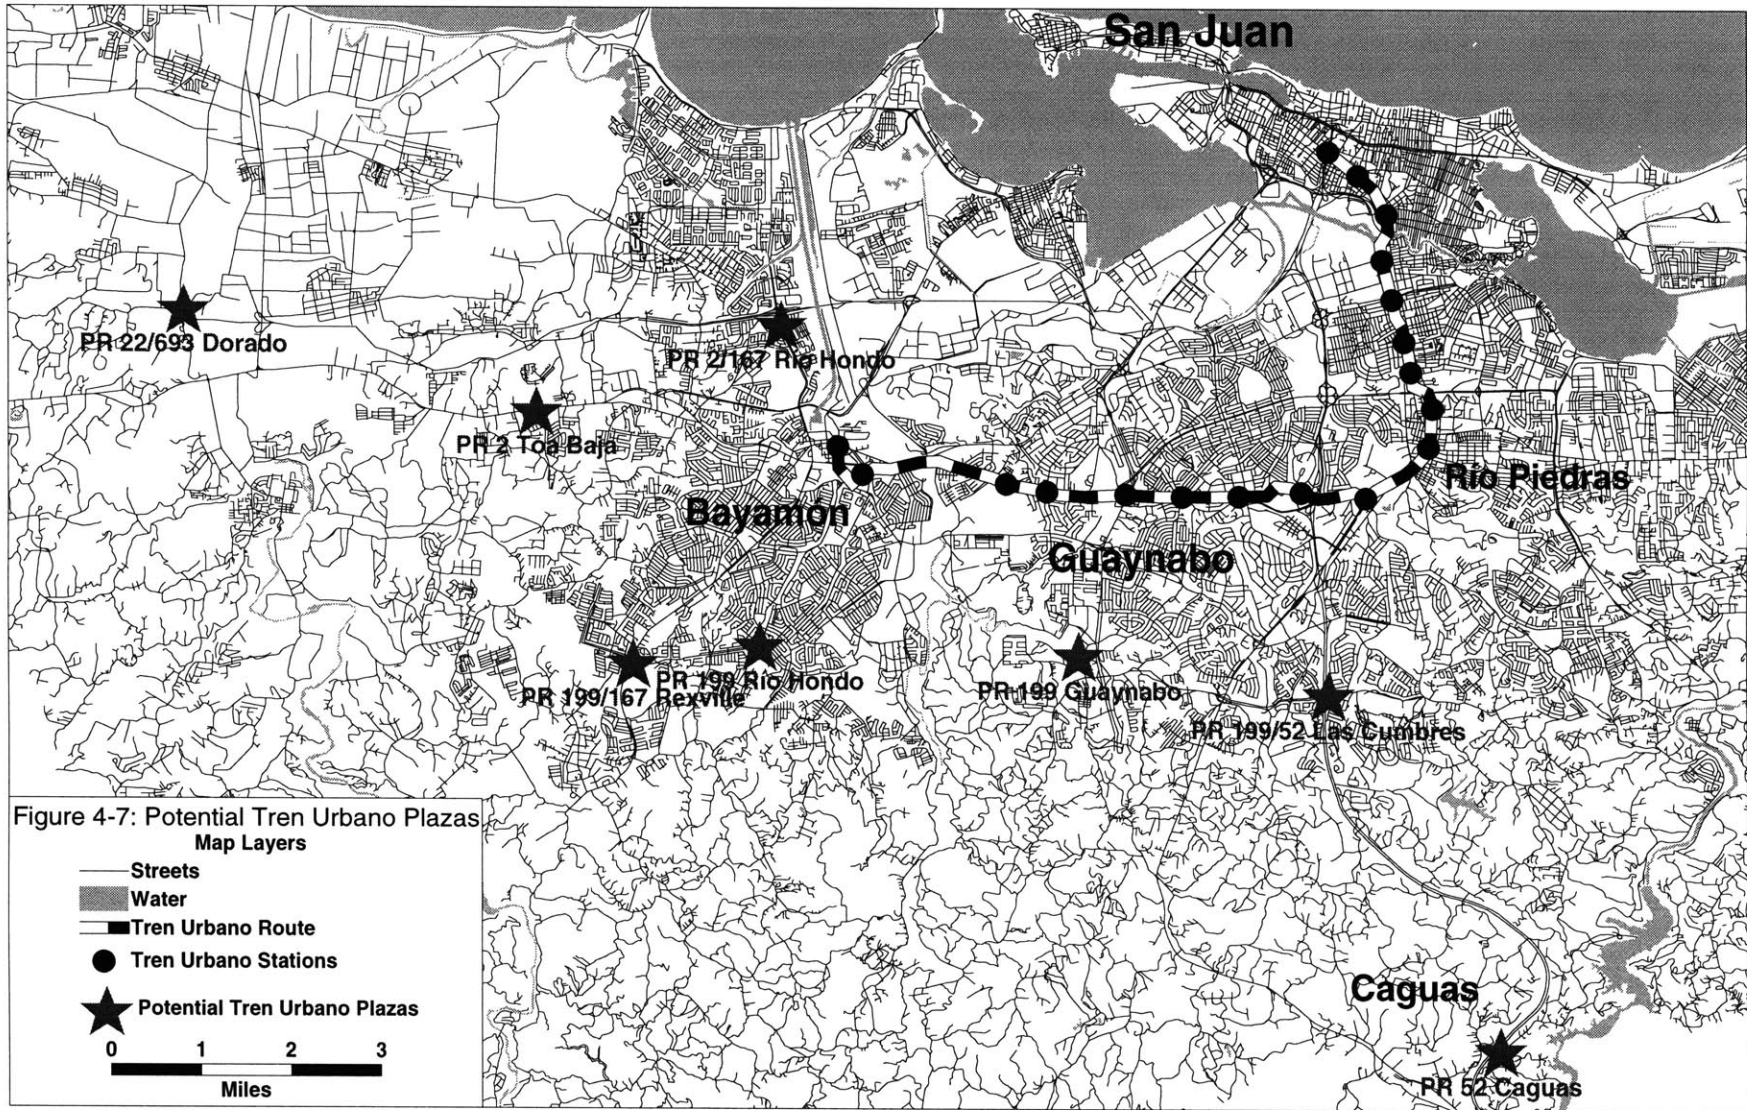 San Juan
PR 22/693 Dorado
PR 2/167 Río Hondo
PR 2 Toa Baja
Río Piedras
Bayamón
Guaynabo
PR 199 Río Hondo
PR 199/167 Rexville
PR 199 Guaynabo
PR 199/52 Las Cumbres
Caguas
PR 52 Caguas
Figure 4-7: Potential Tren Urbano Plazas
Map Layers
Streets
Water
Tren Urbano Route
Tren Urbano Stations
Potential Tren Urbano Plazas
0 1 2 3
Miles